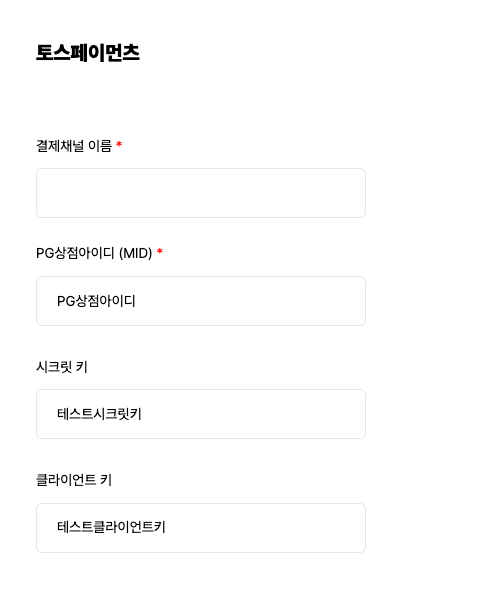 토스페이먼츠
결제채널 이름 *
PG상점아이디 (MID) *
PG상점아이디
시크릿 키
테스트시크릿키
클라이언트 키
테스트클라이언트키